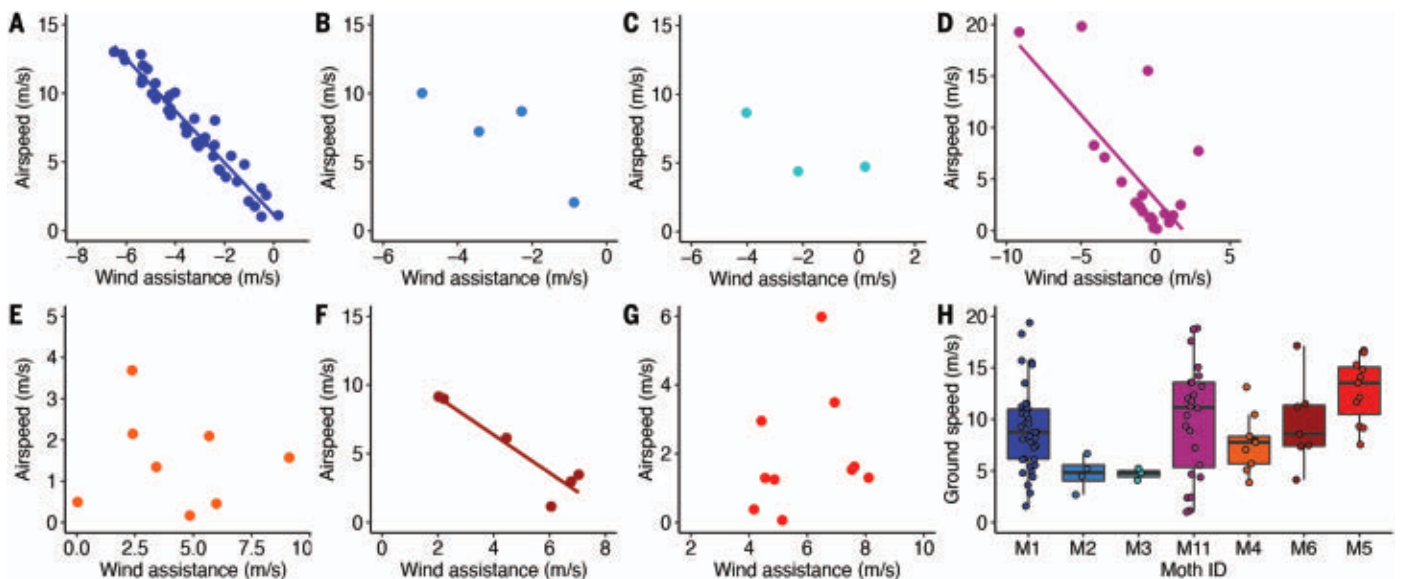 A
Airspeed (m/s)
15
10
5
0
−8 −6 −4 −2 0
Wind assistance (m/s)
B
Airspeed (m/s)
15
10
5
0
−6 −4 −2 0
Wind assistance (m/s)
C
Airspeed (m/s)
15
10
5
0
−6 −4 −2 0 2
Wind assistance (m/s)
D
Airspeed (m/s)
20
15
10
5
0
−10 −5 0 5
Wind assistance (m/s)
E
Airspeed (m/s)
5
4
3
2
1
0
0.0 2.5 5.0 7.5 10
Wind assistance (m/s)
F
Airspeed (m/s)
15
10
5
0
0 2 4 6 8
Wind assistance (m/s)
G
Airspeed (m/s)
6
4
2
0
2 4 6 8 10
Wind assistance (m/s)
H
Ground speed (m/s)
20
15
10
5
0
M1 M2 M3 M11 M4 M6 M5
Moth ID